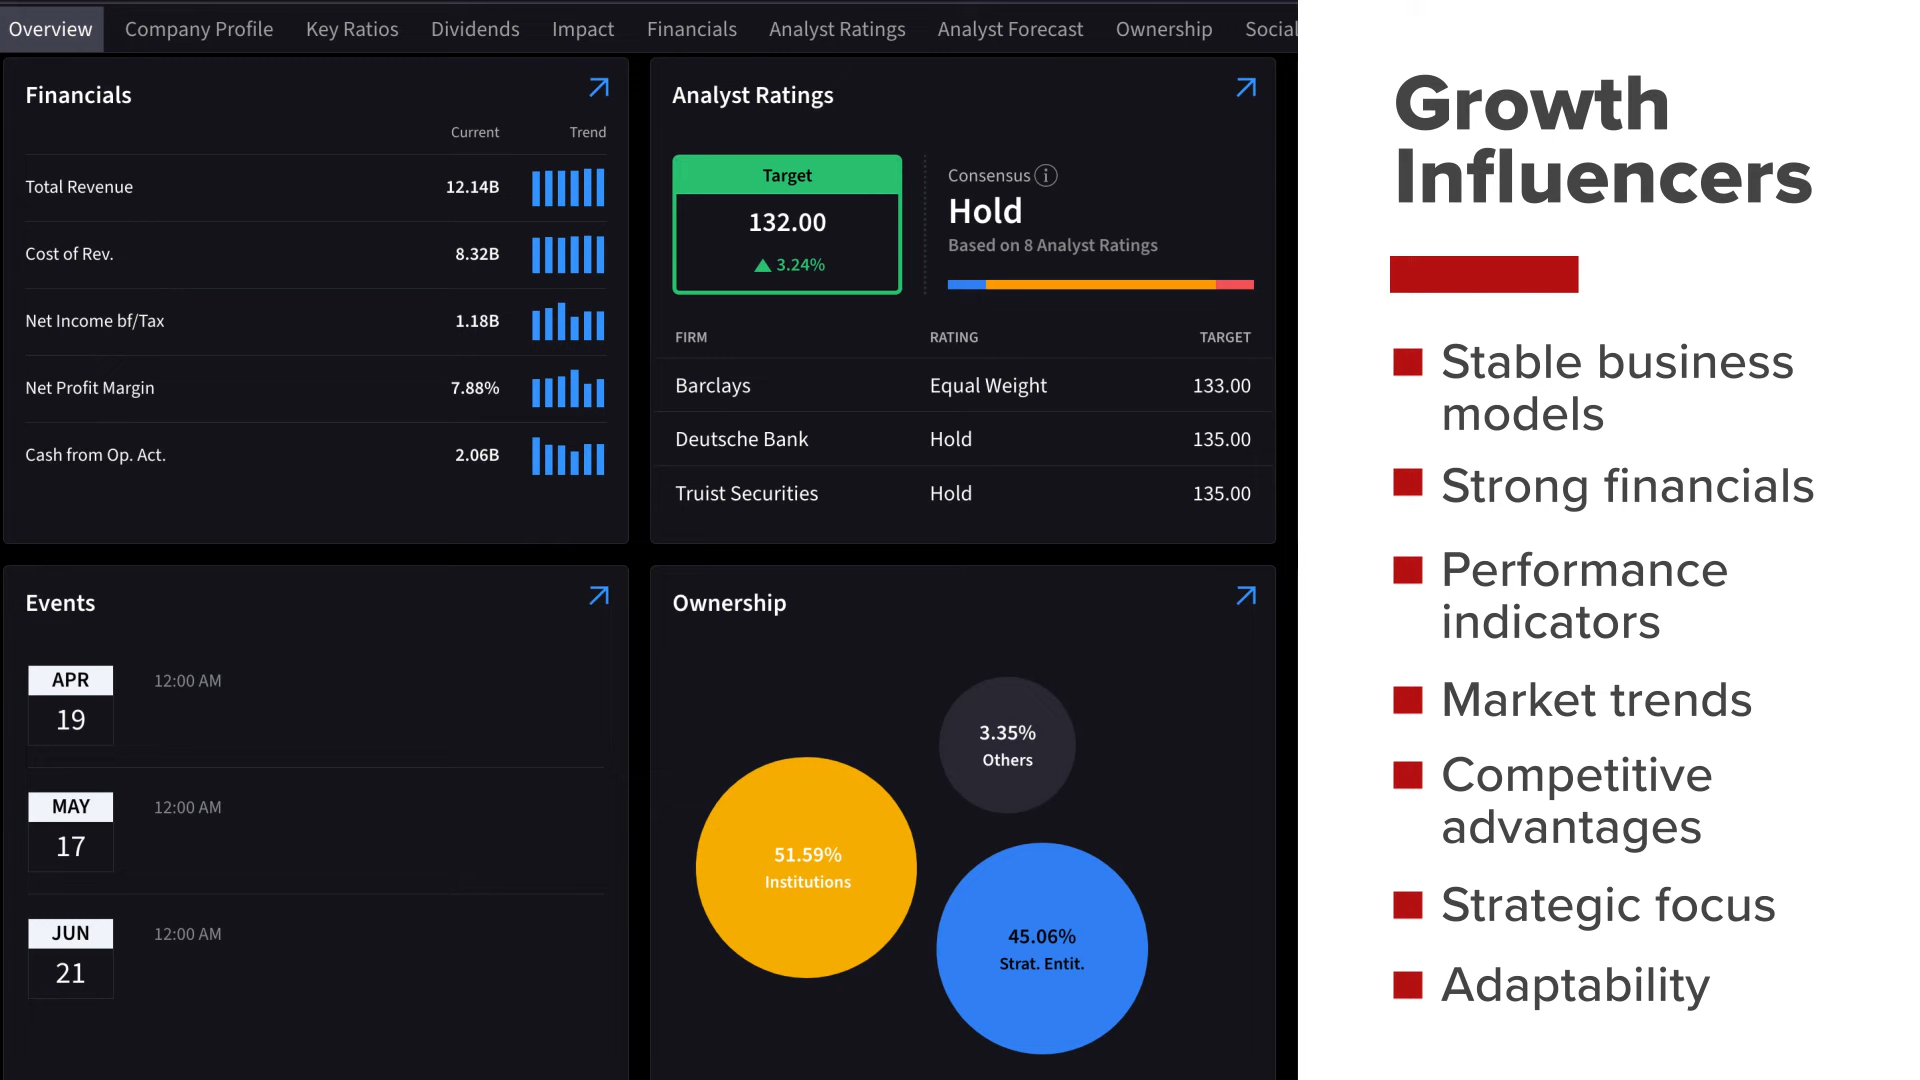 Overview Company Profile Key Ratios Dividends Impact Financials Analyst Ratings Analyst Forecast Ownership Social
Financials
Current Trend
Total Revenue 12.14B
Cost of Rev. 8.32B
Net Income bf/Tax 1.18B
Net Profit Margin 7.88%
Cash from Op. Act. 2.06B
Analyst Ratings
Target
132.00
3.24%
Consensus
Hold
Based on 8 Analyst Ratings
FIRM RATING TARGET
Barclays Equal Weight 133.00
Deutsche Bank Hold 135.00
Truist Securities Hold 135.00
Events
APR
19
12:00 AM
MAY
17
12:00 AM
JUN
21
12:00 AM
Ownership
3.35%
Others
51.59%
Institutions
45.06%
Strat. Entit.
Growth
Influencers
Stable business
models
Strong financials
Performance
indicators
Market trends
Competitive
advantages
Strategic focus
Adaptability